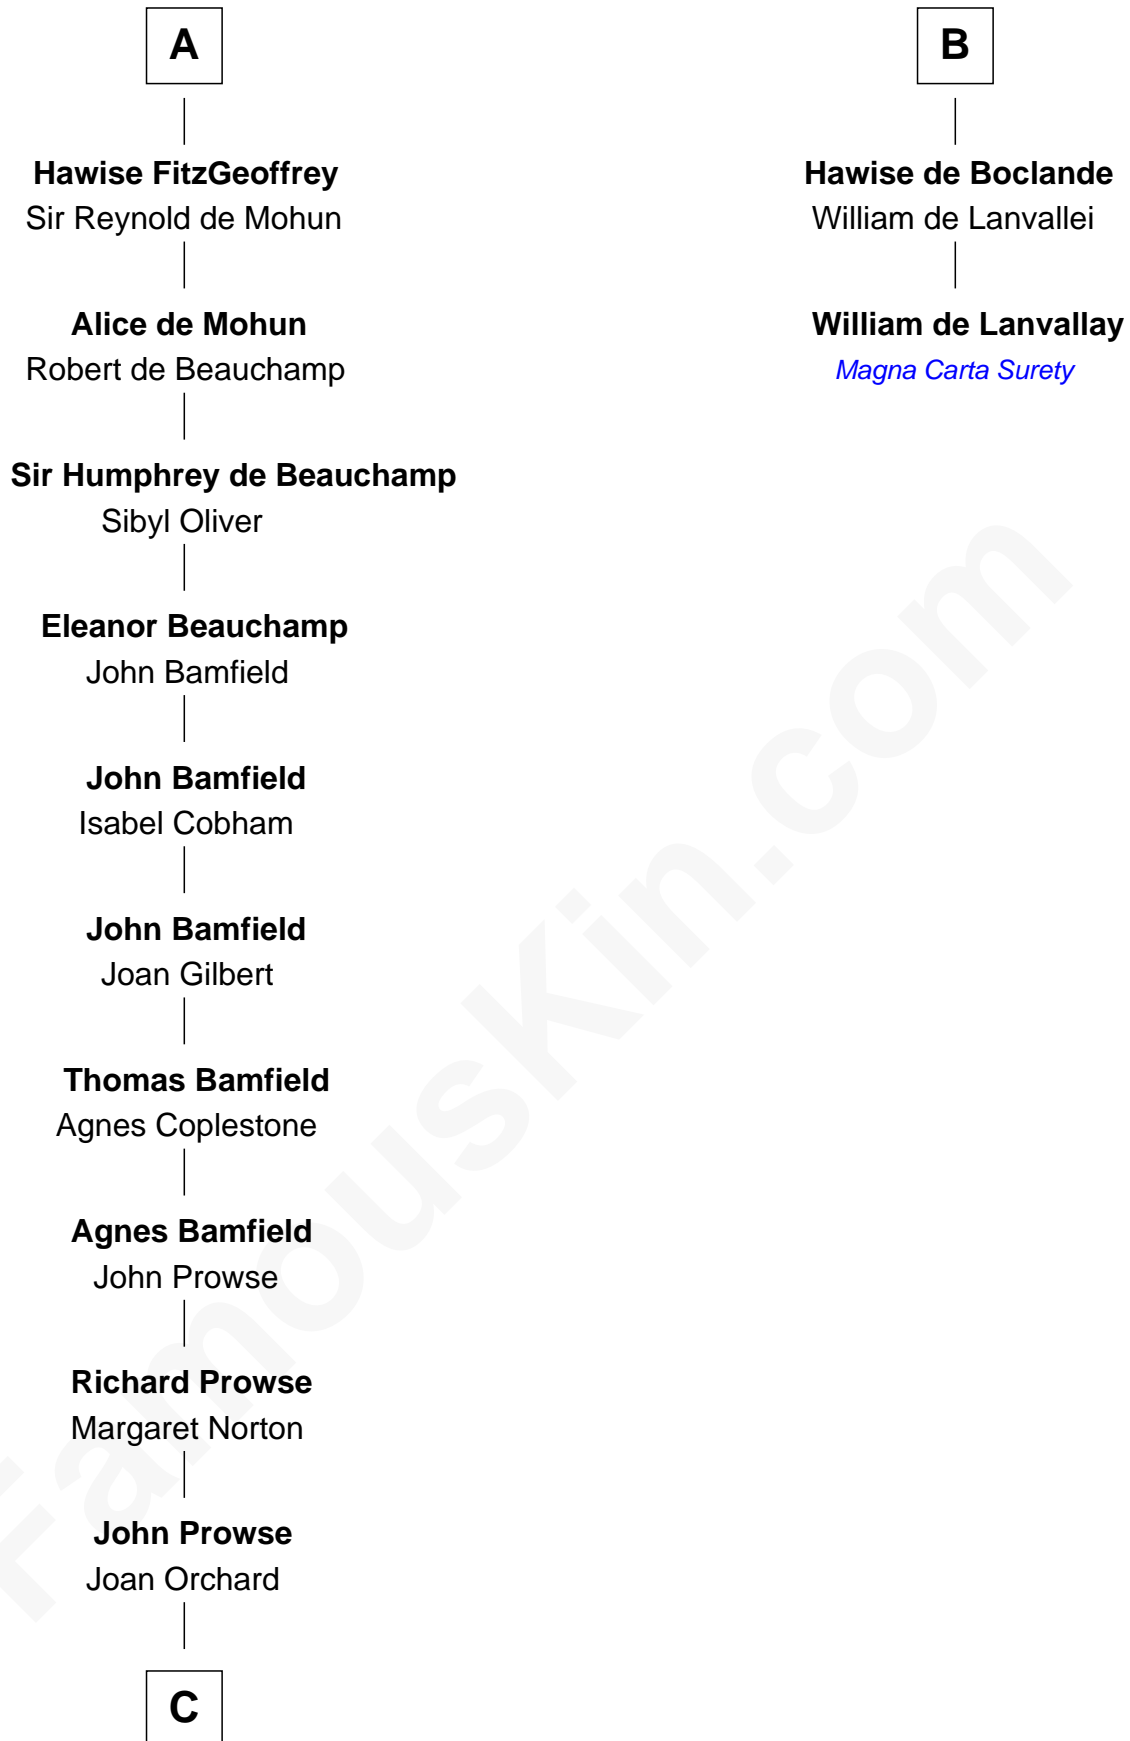 A
Hawise FitzGeoffrey
Sir Reynold de Mohun
Alice de Mohun
Robert de Beauchamp
Sir Humphrey de Beauchamp
Sibyl Oliver
Eleanor Beauchamp
John Bamfield
John Bamfield
Isabel Cobham
John Bamfield
Joan Gilbert
Thomas Bamfield
Agnes Coplestone
Agnes Bamfield
John Prowse
Richard Prowse
Margaret Norton
John Prowse
Joan Orchard
C
B
Hawise de Boclande
William de Lanvallei
William de Lanvallay
Magna Carta Surety
FamousKin.com